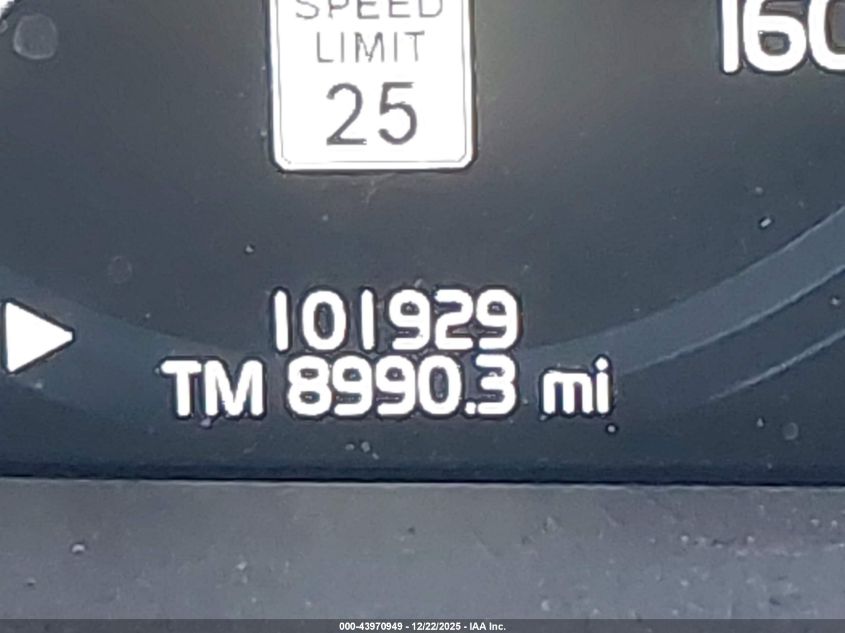 SPEED
LIMIT
25
160
101929
TM 8990.3 mi
000-43970949 - 12/22/2025 - IAA Inc.